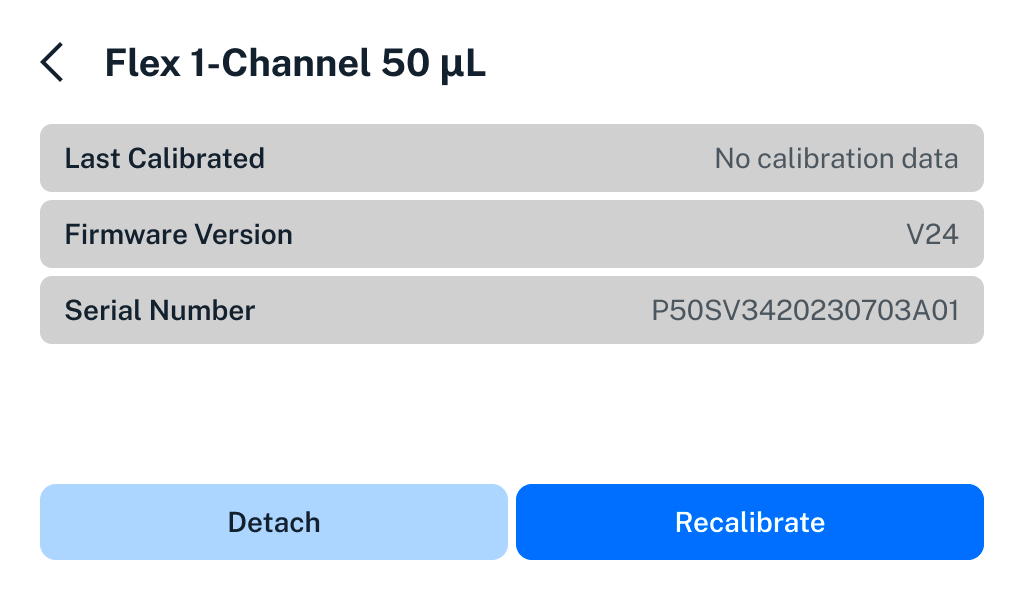 Flex 1-Channel 50 µL
Last Calibrated No calibration data
Firmware Version V24
Serial Number P50SV3420230703A01
Detach Recalibrate